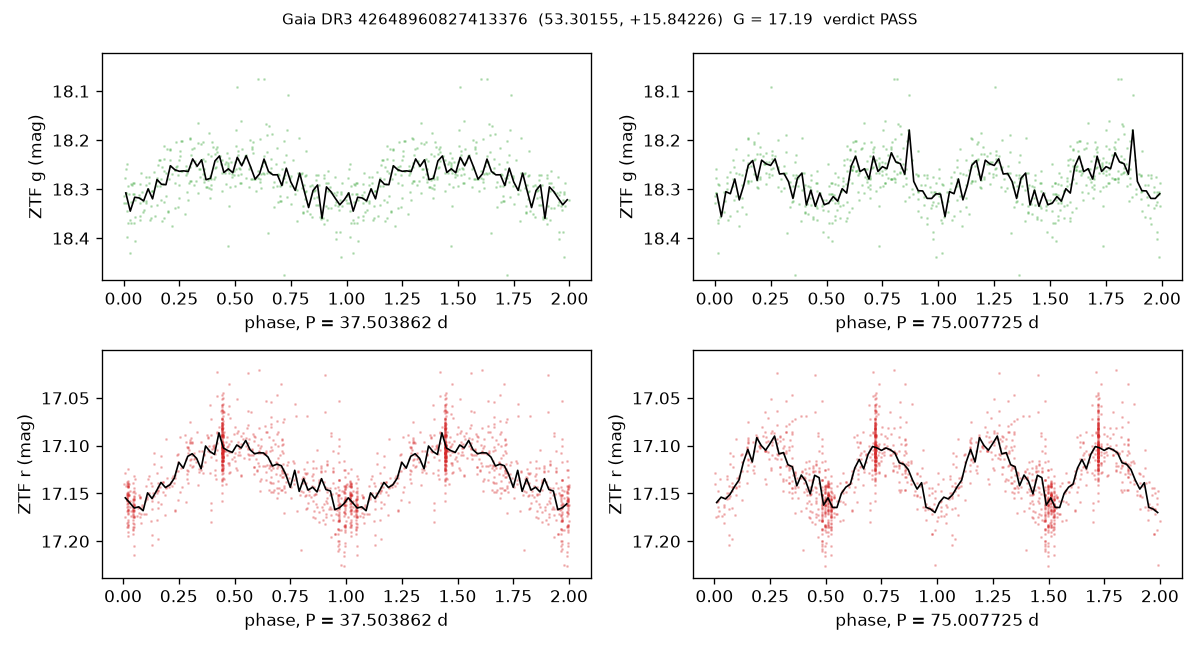 Gaia DR3 42648960827413376  (53.30155, +15.84226)  G = 17.19  verdict PASS
ZTF g (mag)
18.1
18.2
18.3
18.4
0.00 0.25 0.50 0.75 1.00 1.25 1.50 1.75 2.00
phase, P = 37.503862 d
ZTF g (mag)
18.1
18.2
18.3
18.4
0.00 0.25 0.50 0.75 1.00 1.25 1.50 1.75 2.00
phase, P = 75.007725 d
ZTF r (mag)
17.05
17.10
17.15
17.20
0.00 0.25 0.50 0.75 1.00 1.25 1.50 1.75 2.00
phase, P = 37.503862 d
ZTF r (mag)
17.05
17.10
17.15
17.20
0.00 0.25 0.50 0.75 1.00 1.25 1.50 1.75 2.00
phase, P = 75.007725 d